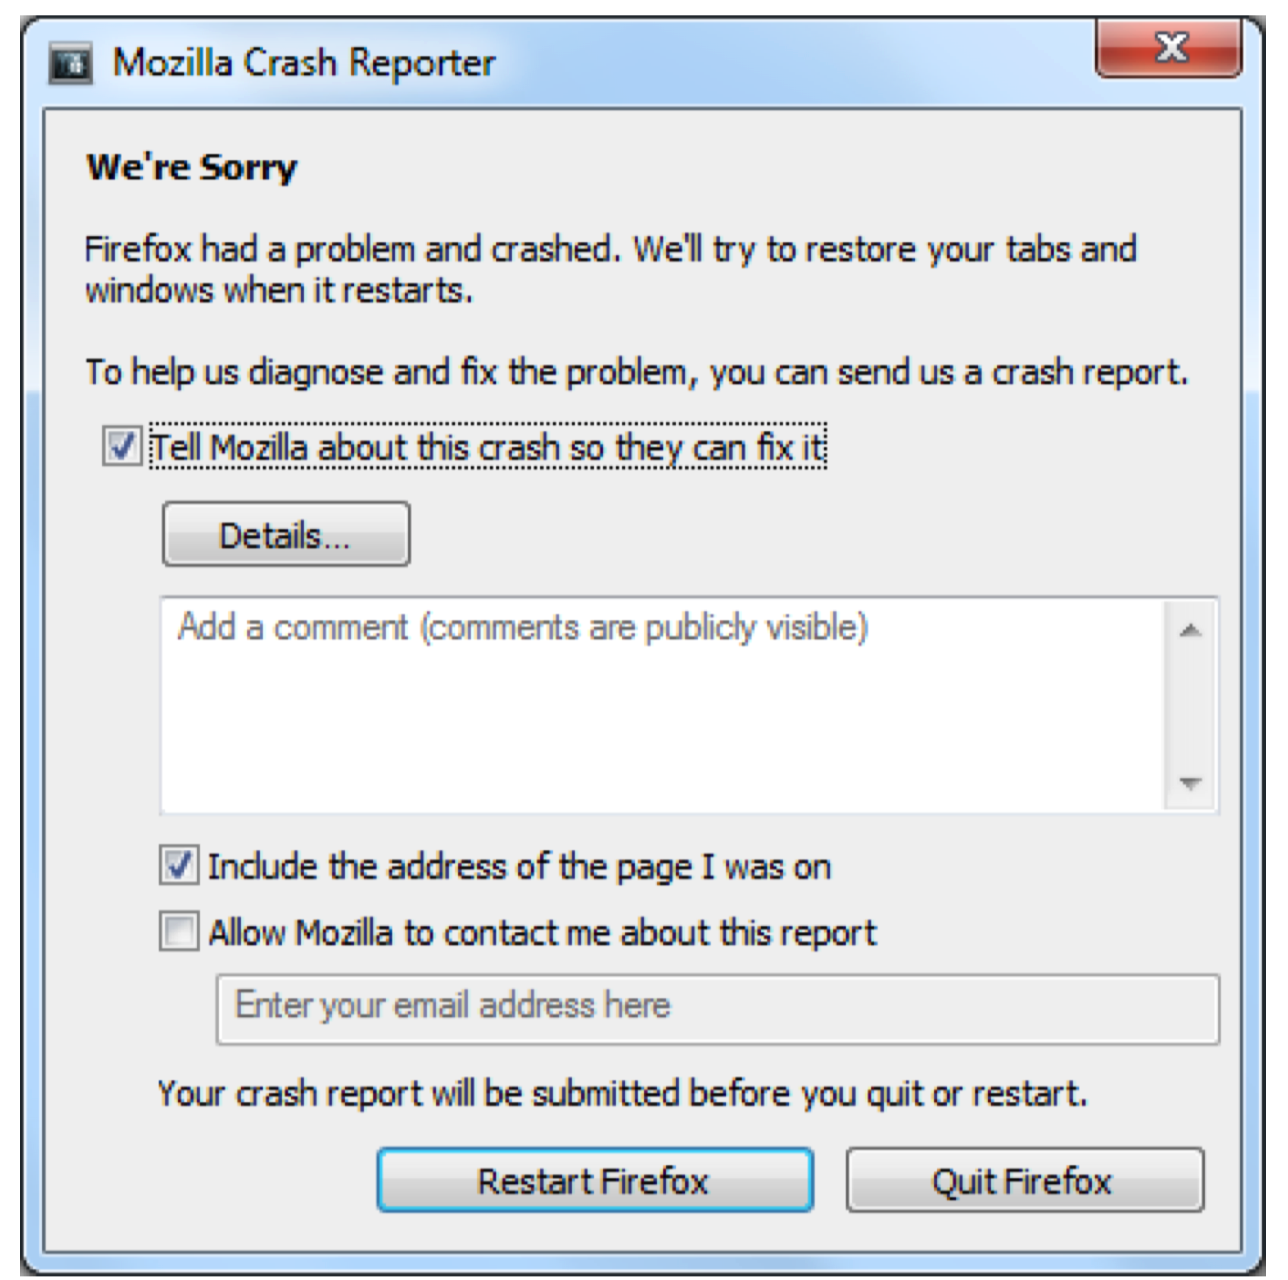 Mozilla Crash Reporter
We're Sorry
Firefox had a problem and crashed. We'll try to restore your tabs and
windows when it restarts.
To help us diagnose and fix the problem, you can send us a crash report.
Tell Mozilla about this crash so they can fix it
Details...
Add a comment (comments are publicly visible)
Include the address of the page I was on
Allow Mozilla to contact me about this report
Enter your email address here
Your crash report will be submitted before you quit or restart.
Restart Firefox
Quit Firefox